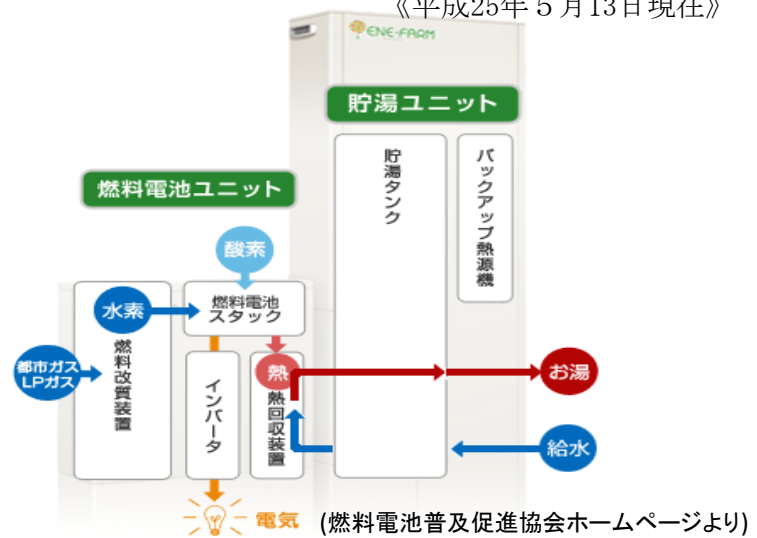 《平成25年５月13日現在》
ENE-FARM
貯湯ユニット
貯湯タンク
バックアップ熱源機
燃料電池ユニット
酸素
水素
燃料電池
スタック
都市ガス
LPガス
燃料改質装置
インバータ
熱
熱回収装置
お湯
給水
電気
(燃料電池普及促進協会ホームページより)